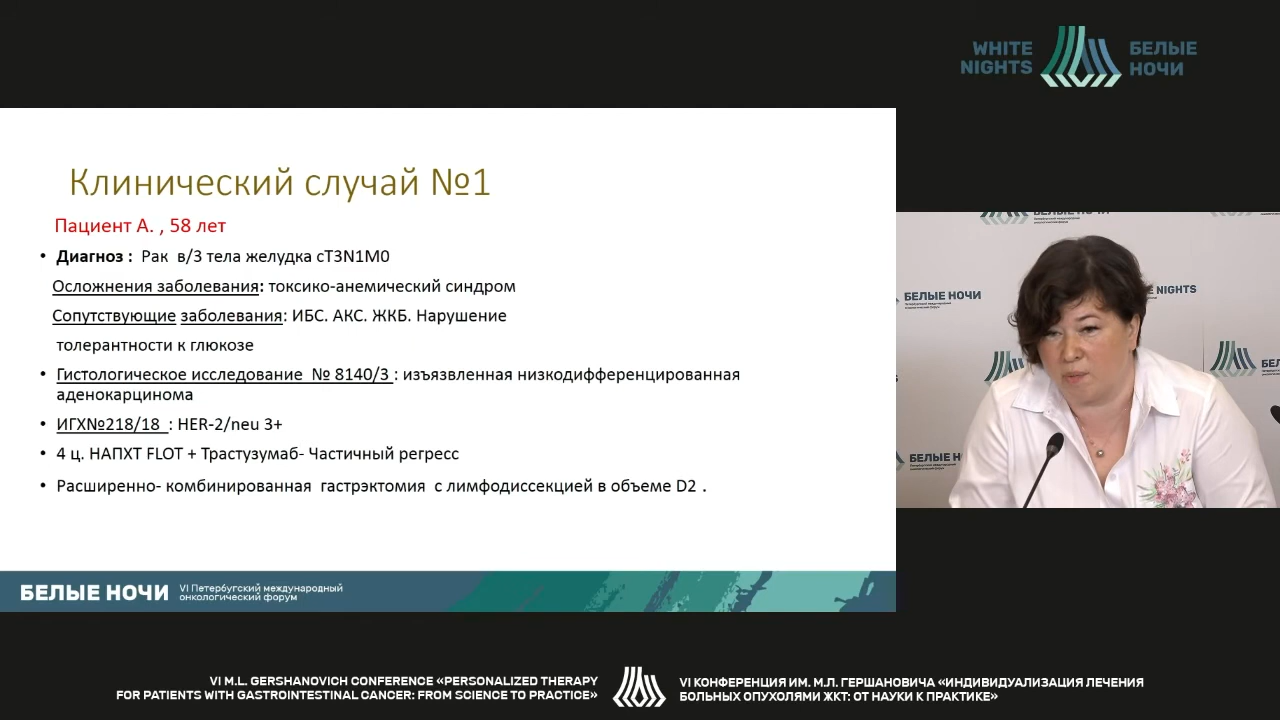 WHITE
NIGHTS
БЕЛЫЕ
НОЧИ
Клинический случай №1
Пациент А. , 58 лет
• Диагноз : Рак в/3 тела желудка cT3N1M0
Осложнения заболевания: токсико-анемический синдром
Сопутствующие заболевания: ИБС. АКС. ЖКБ. Нарушение
толерантности к глюкозе
• Гистологическое исследование № 8140/3 : изъязвленная низкодифференцированная
аденокарцинома
• ИГХ№218/18 : HER-2/neu 3+
• 4 ц. НАПХТ FLOT + Трастузумаб- Частичный регресс
• Расширенно- комбинированная гастрэктомия с лимфодиссекцией в объеме D2 .
БЕЛЫЕ НОЧИ
VI Петербугский международный
онкологический форум
БЕЛЫЕ НОЧИ
NIGHTS
БЕЛЫЕ
VI M.L. GERSHANOVICH CONFERENCE «PERSONALIZED THERAPY
FOR PATIENTS WITH GASTROINTESTINAL CANCER: FROM SCIENCE TO PRACTICE»
VI КОНФЕРЕНЦИЯ ИМ. М.Л. ГЕРШАНОВИЧА «ИНДИВИДУАЛИЗАЦИЯ ЛЕЧЕНИЯ
БОЛЬНЫХ ОПУХОЛЯМИ ЖКТ: ОТ НАУКИ К ПРАКТИКЕ»